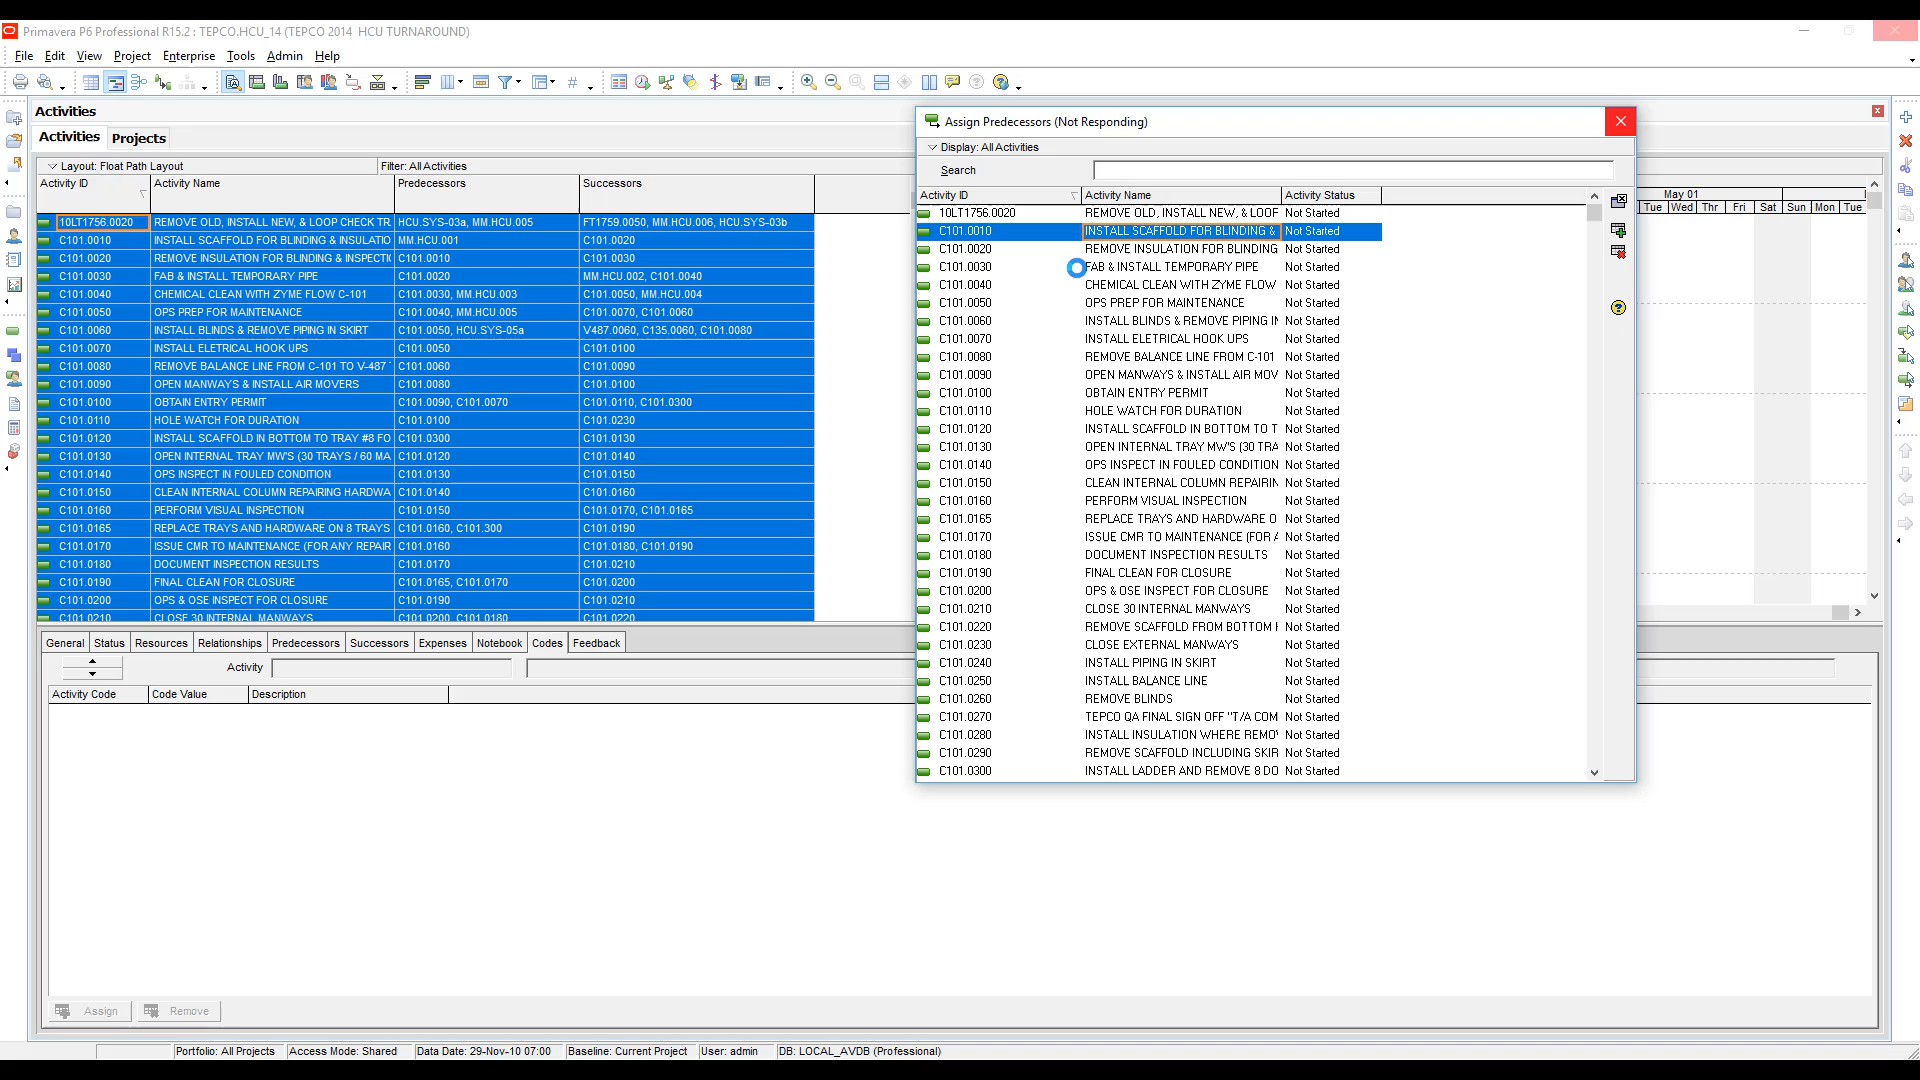 Primavera P6 Professional R15.2 : TEPCO.HCU_14 (TEPCO 2014 HCU TURNAROUND)
File Edit View Project Enterprise Tools Admin Help
Activities
Activities Projects
Layout: Float Path Layout Filter: All Activities
Activity ID Activity Name Predecessors Successors
10LT1756.0020 REMOVE OLD, INSTALL NEW, & LOOP CHECK TR HCU.SYS-03a, MM.HCU.005 FT1759.0050, MM.HCU.006, HCU.SYS-03b
C101.0010 INSTALL SCAFFOLD FOR BLINDING & INSULATIO MM.HCU.001 C101.0020
C101.0020 REMOVE INSULATION FOR BLINDING & INSPECTI C101.0010 C101.0030
C101.0030 FAB & INSTALL TEMPORARY PIPE C101.0020 MM.HCU.002, C101.0040
C101.0040 CHEMICAL CLEAN WITH ZYME FLOW C-101 C101.0030, MM.HCU.003 C101.0050, MM.HCU.004
C101.0050 OPS PREP FOR MAINTENANCE C101.0040, MM.HCU.005 C101.0070, C101.0060
C101.0060 INSTALL BLINDS & REMOVE PIPING IN SKIRT C101.0050, HCU.SYS-05a V487.0060, C135.0060, C101.0080
C101.0070 INSTALL ELETRICAL HOOK UPS C101.0050 C101.0100
C101.0080 REMOVE BALANCE LINE FROM C-101 TO V-487 C101.0060 C101.0090
C101.0090 OPEN MANWAYS & INSTALL AIR MOVERS C101.0080 C101.0100
C101.0100 OBTAIN ENTRY PERMIT C101.0090, C101.0070 C101.0110, C101.0300
C101.0110 HOLE WATCH FOR DURATION C101.0100 C101.0230
C101.0120 INSTALL SCAFFOLD IN BOTTOM TO TRAY #8 FO C101.0300 C101.0130
C101.0130 OPEN INTERNAL TRAY MW'S (30 TRAYS / 60 MA C101.0120 C101.0140
C101.0140 OPS INSPECT IN FOULED CONDITION C101.0130 C101.0150
C101.0150 CLEAN INTERNAL COLUMN REPAIRING HARDWA C101.0140 C101.0160
C101.0160 PERFORM VISUAL INSPECTION C101.0150 C101.0170, C101.0165
C101.0165 REPLACE TRAYS AND HARDWARE ON 8 TRAYS C101.0160, C101.300 C101.0190
C101.0170 ISSUE CMR TO MAINTENANCE (FOR ANY REPAIR C101.0160 C101.0180, C101.0190
C101.0180 DOCUMENT INSPECTION RESULTS C101.0170 C101.0210
C101.0190 FINAL CLEAN FOR CLOSURE C101.0165, C101.0170 C101.0200
C101.0200 OPS & OSE INSPECT FOR CLOSURE C101.0190 C101.0210
C101.0210 CLOSE 30 INTERNAL MANWAYS C101.0200, C101.0180 C101.0220
Assign Predecessors (Not Responding)
Display: All Activities
Search
Activity ID Activity Name Activity Status
10LT1756.0020 REMOVE OLD, INSTALL NEW, & LOOF Not Started
C101.0010 INSTALL SCAFFOLD FOR BLINDING & Not Started
C101.0020 REMOVE INSULATION FOR BLINDING Not Started
C101.0030 FAB & INSTALL TEMPORARY PIPE Not Started
C101.0040 CHEMICAL CLEAN WITH ZYME FLOW Not Started
C101.0050 OPS PREP FOR MAINTENANCE Not Started
C101.0060 INSTALL BLINDS & REMOVE PIPING IN Not Started
C101.0070 INSTALL ELETRICAL HOOK UPS Not Started
C101.0080 REMOVE BALANCE LINE FROM C-101 Not Started
C101.0090 OPEN MANWAYS & INSTALL AIR MOV Not Started
C101.0100 OBTAIN ENTRY PERMIT Not Started
C101.0110 HOLE WATCH FOR DURATION Not Started
C101.0120 INSTALL SCAFFOLD IN BOTTOM TO T Not Started
C101.0130 OPEN INTERNAL TRAY MW'S (30 TRA Not Started
C101.0140 OPS INSPECT IN FOULED CONDITION Not Started
C101.0150 CLEAN INTERNAL COLUMN REPAIRIN Not Started
C101.0160 PERFORM VISUAL INSPECTION Not Started
C101.0165 REPLACE TRAYS AND HARDWARE O Not Started
C101.0170 ISSUE CMR TO MAINTENANCE (FOR A Not Started
C101.0180 DOCUMENT INSPECTION RESULTS Not Started
C101.0190 FINAL CLEAN FOR CLOSURE Not Started
C101.0200 OPS & OSE INSPECT FOR CLOSURE Not Started
C101.0210 CLOSE 30 INTERNAL MANWAYS Not Started
C101.0220 REMOVE SCAFFOLD FROM BOTTOM Not Started
C101.0230 CLOSE EXTERNAL MANWAYS Not Started
C101.0240 INSTALL PIPING IN SKIRT Not Started
C101.0250 INSTALL BALANCE LINE Not Started
C101.0260 REMOVE BLINDS Not Started
C101.0270 TEPCO QA FINAL SIGN OFF "T/A COM Not Started
C101.0280 INSTALL INSULATION WHERE REMO Not Started
C101.0290 REMOVE SCAFFOLD INCLUDING SKIR Not Started
C101.0300 INSTALL LADDER AND REMOVE 8 DO Not Started
May 01
Tue Wed Thr Fri Sat Sun Mon Tue
General Status Resources Relationships Predecessors Successors Expenses Notebook Codes Feedback
Activity
Activity Code Code Value Description
Assign Remove
Portfolio: All Projects Access Mode: Shared Data Date: 29-Nov-10 07:00 Baseline: Current Project User: admin DB: LOCAL_AVDB (Professional)